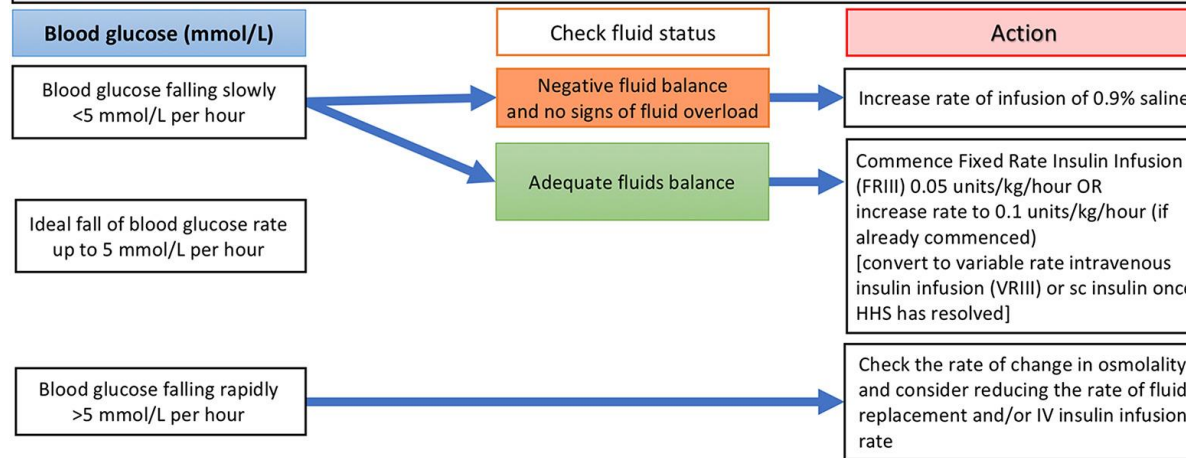 Blood glucose (mmol/L)
Check fluid status
Action
Blood glucose falling slowly
<5 mmol/L per hour
Negative fluid balance
and no signs of fluid overload
Increase rate of infusion of 0.9% saline
Adequate fluids balance
Commence Fixed Rate Insulin Infusion
(FRIII) 0.05 units/kg/hour OR
increase rate to 0.1 units/kg/hour (if
already commenced)
[convert to variable rate intravenous
insulin infusion (VRIII) or sc insulin once
HHS has resolved]
Ideal fall of blood glucose rate
up to 5 mmol/L per hour
Blood glucose falling rapidly
>5 mmol/L per hour
Check the rate of change in osmolality
and consider reducing the rate of fluid
replacement and/or IV insulin infusion
rate